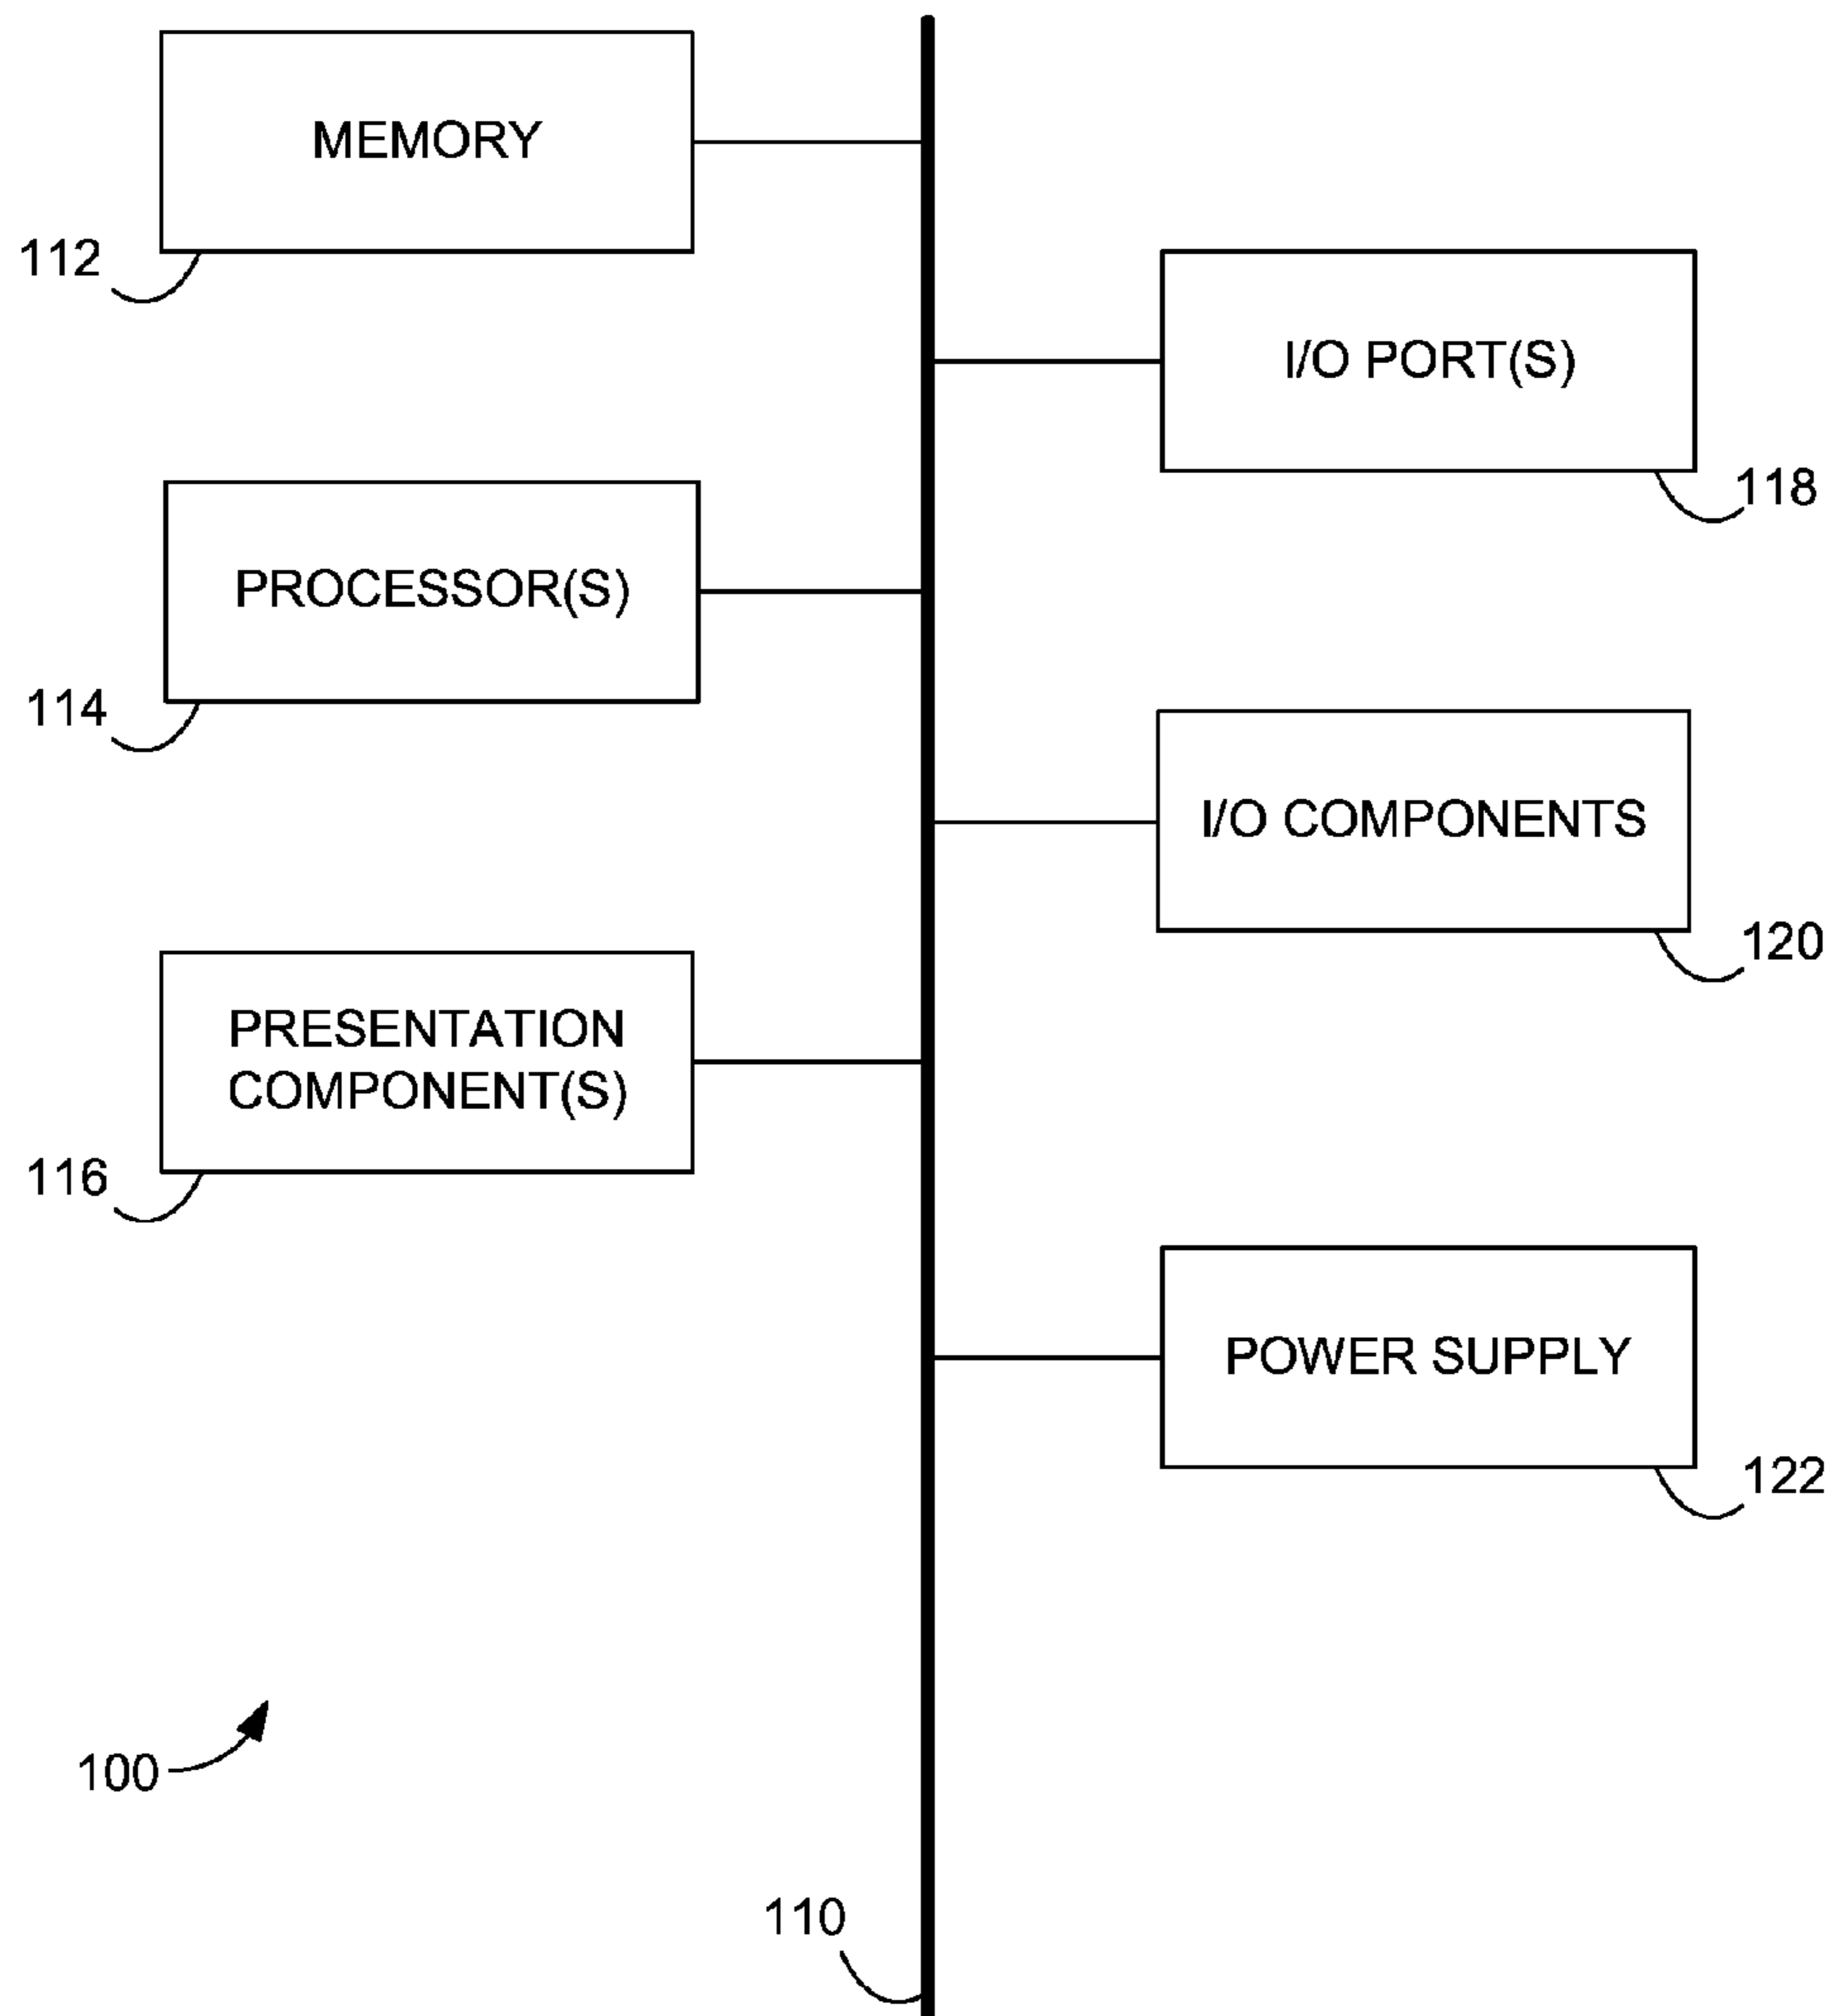 MEMORY
112
I/O PORT(S)
118
PROCESSOR(S)
114
I/O COMPONENTS
120
PRESENTATION
COMPONENT(S)
116
POWER SUPPLY
122
100
110